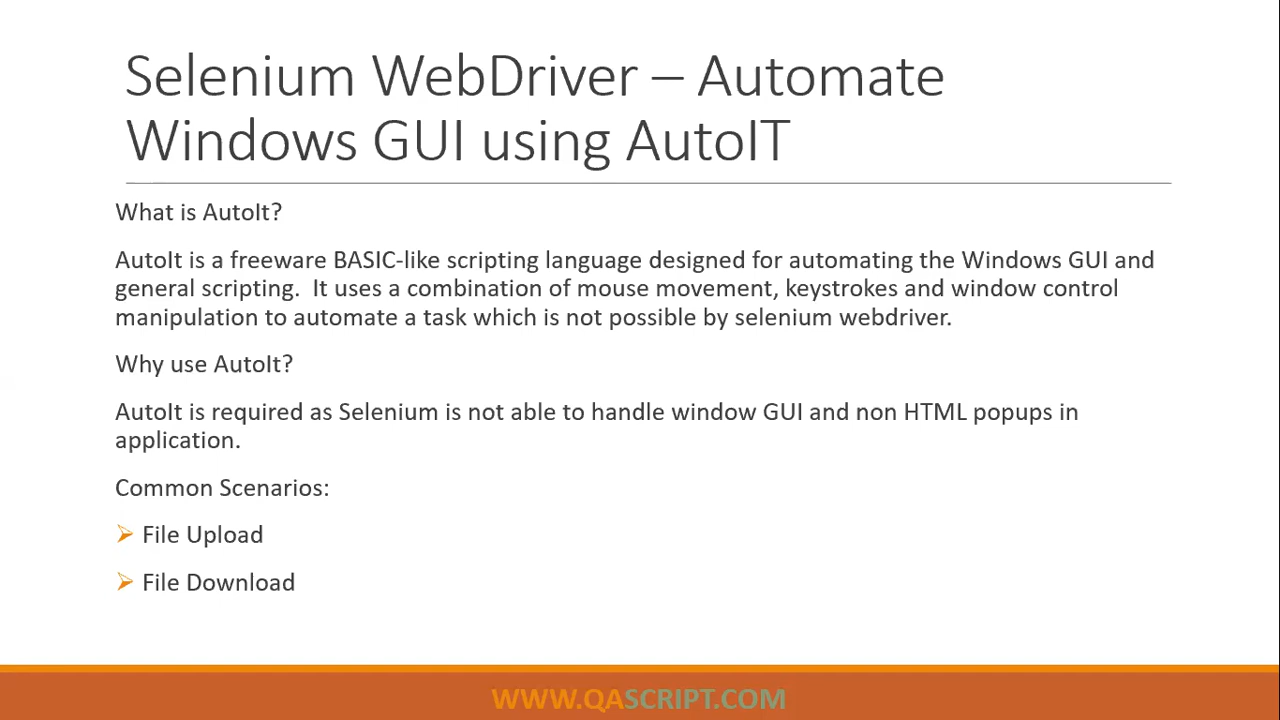 Selenium WebDriver – Automate
Windows GUI using AutoIT
What is AutoIt?
AutoIt is a freeware BASIC-like scripting language designed for automating the Windows GUI and
general scripting.  It uses a combination of mouse movement, keystrokes and window control
manipulation to automate a task which is not possible by selenium webdriver.
Why use AutoIt?
AutoIt is required as Selenium is not able to handle window GUI and non HTML popups in
application.
Common Scenarios:
➢ File Upload
➢ File Download
WWW.QASCRIPT.COM